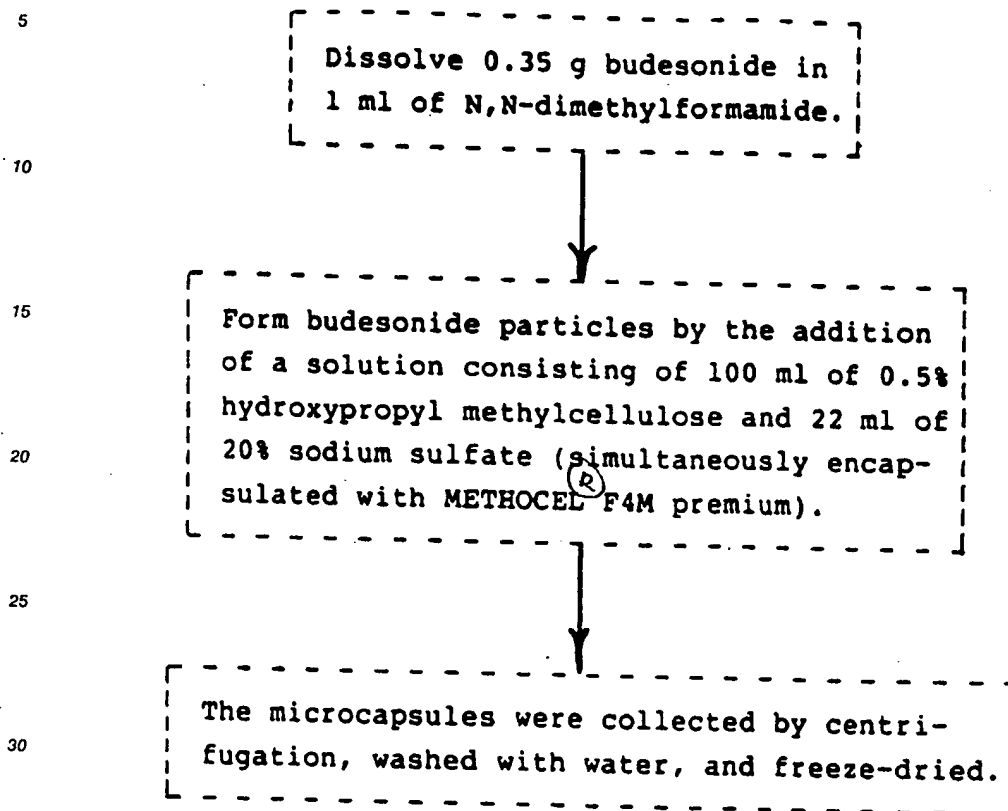 5
Dissolve 0.35 g budesonide in
1 ml of N,N-dimethylformamide.
10
15
Form budesonide particles by the addition
of a solution consisting of 100 ml of 0.5%
hydroxypropyl methylcellulose and 22 ml of
20
20% sodium sulfate (simultaneously encap-
sulated with METHOCEL® F4M premium).
25
The microcapsules were collected by centri-
30
fugation, washed with water, and freeze-dried.